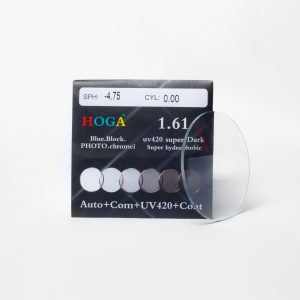 SPH: -4.75 CYL: 0.00
HOGA 1.61
Blue.Block. uv420 super Dark
PHOTO.chromci Super hydrophobic
Auto+Com+UV420+Coat